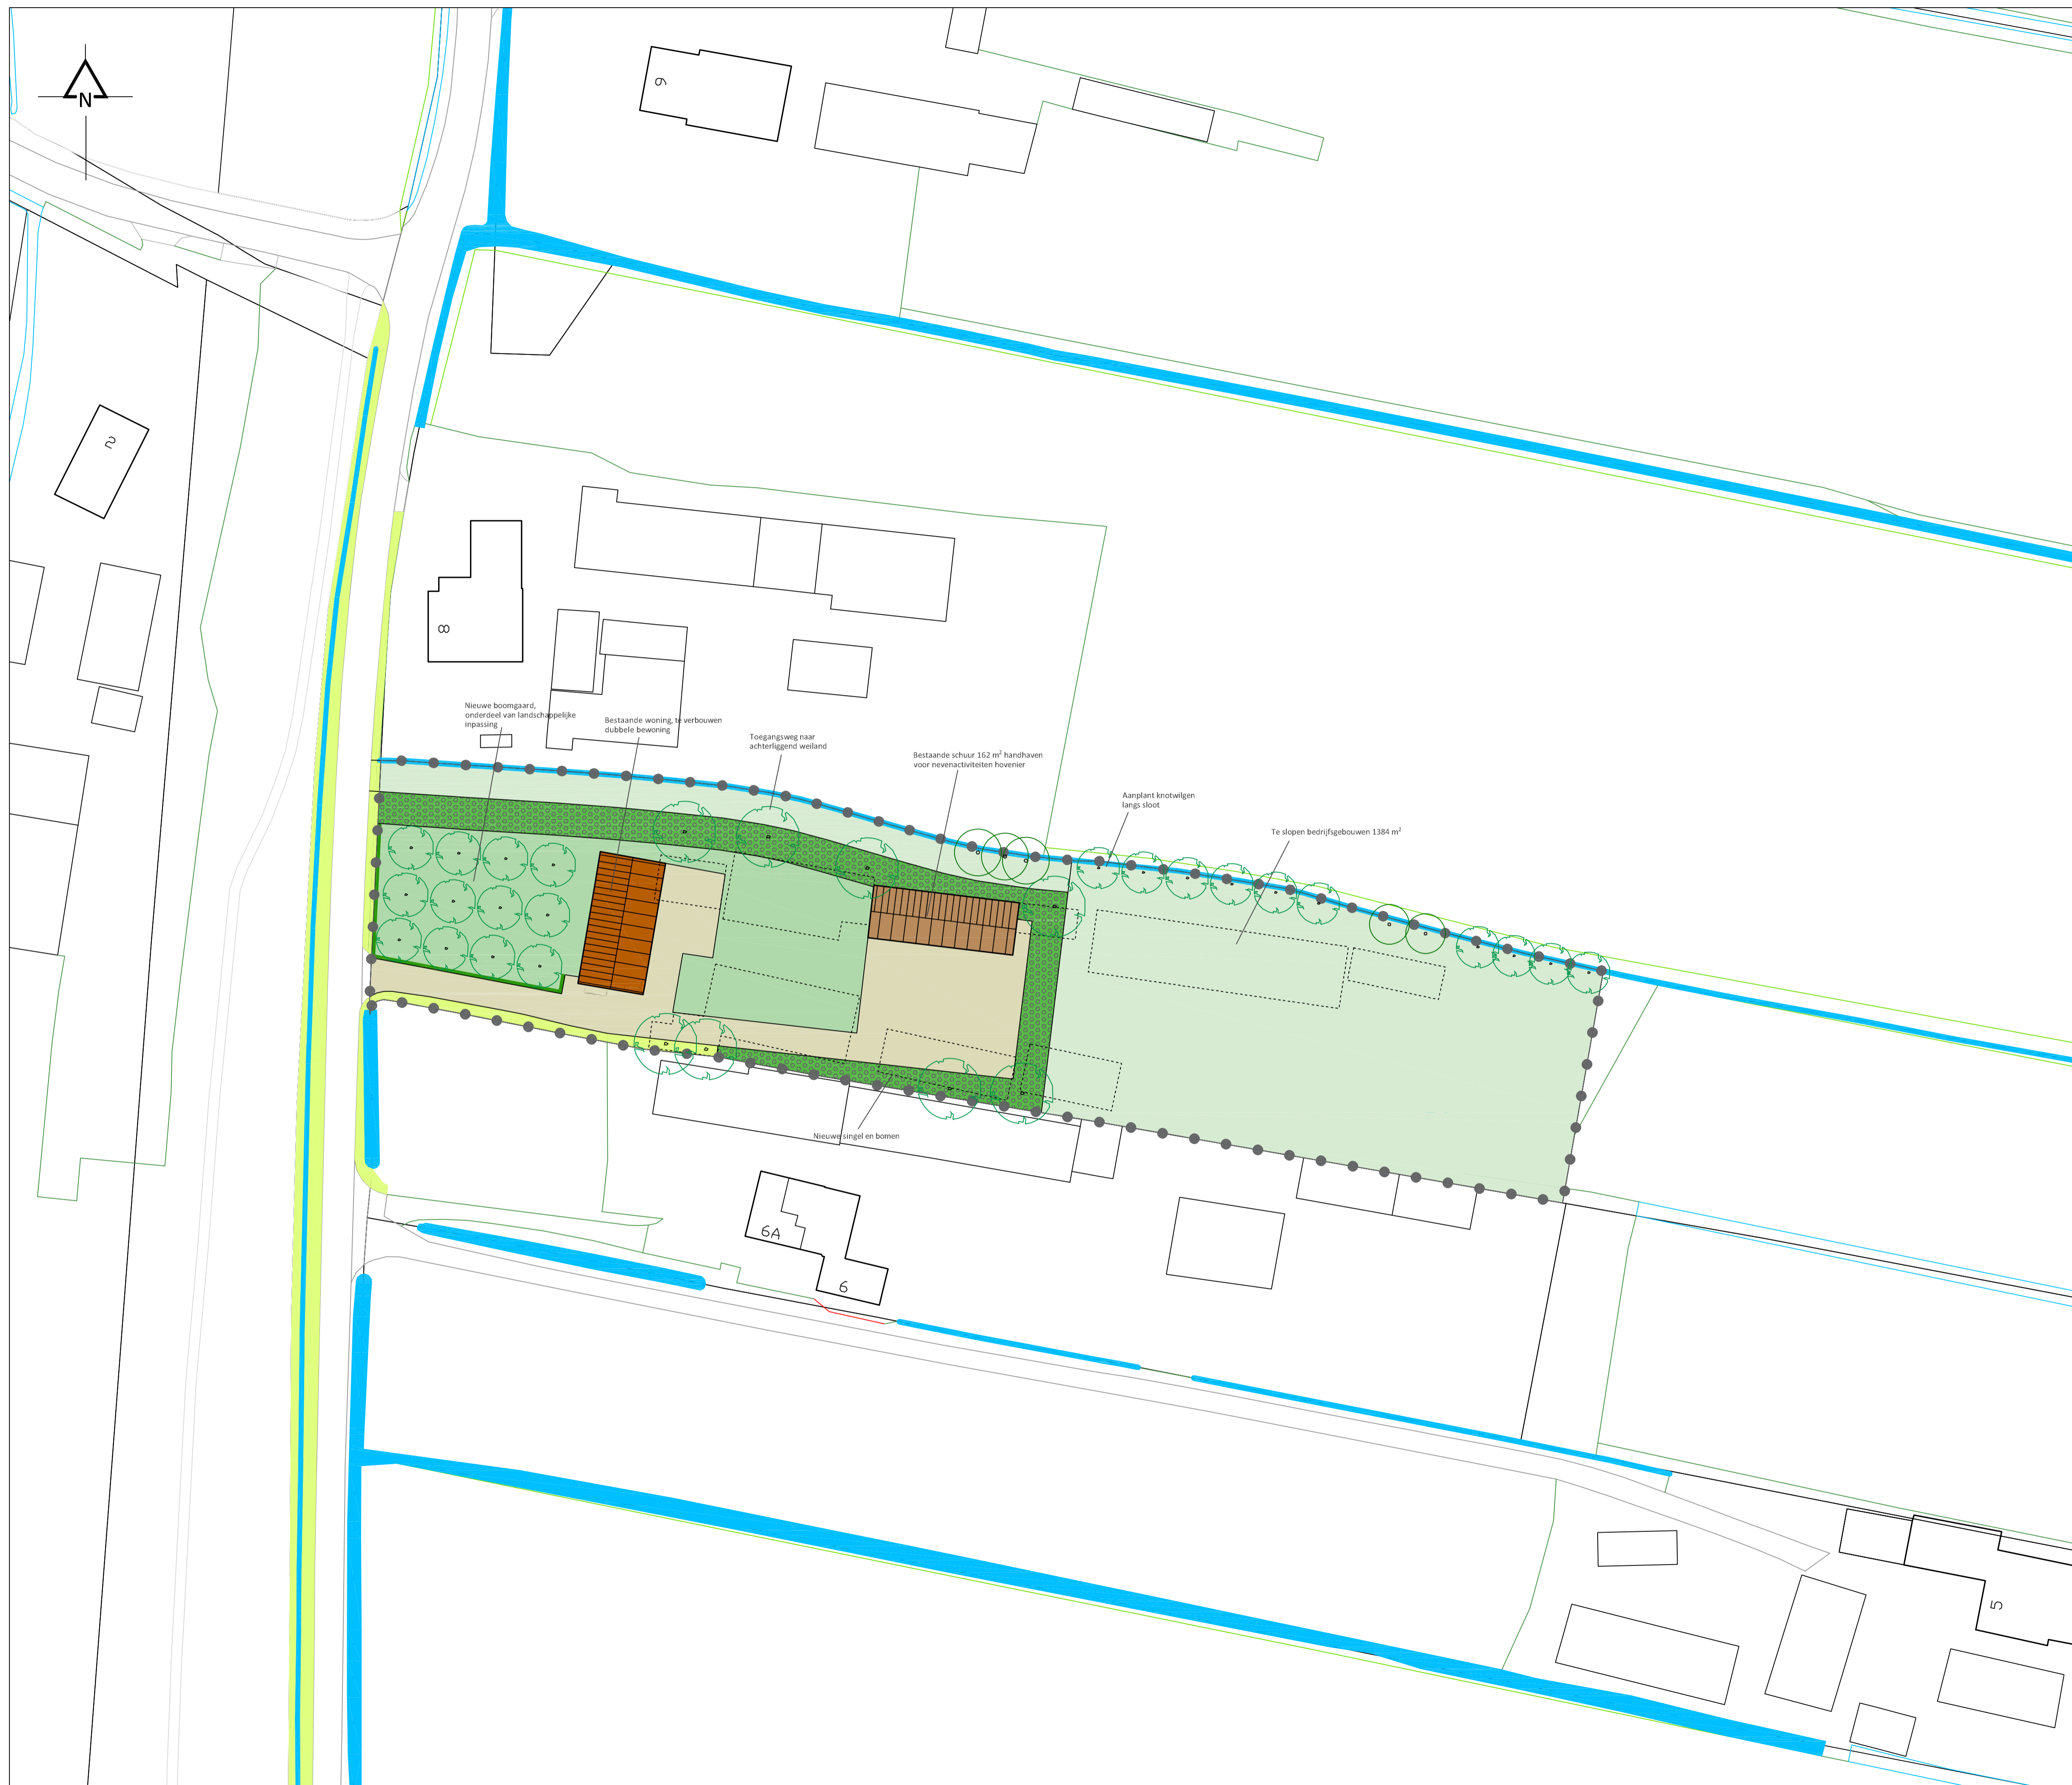 N
9
2
8
Nieuwe boomgaard,
onderdeel van landschappelijke
inpassing
Bestaande woning, te verbouwen
dubbele bewoning
Toegangsweg naar
achterliggend weiland
Bestaande schuur 162 m² handhaven
voor nevenactiviteiten hovenier
Aanplant knotwilgen
langs sloot
Te slopen bedrijfsgebouwen 1384 m²
Nieuwe singel en bomen
6A
6
5